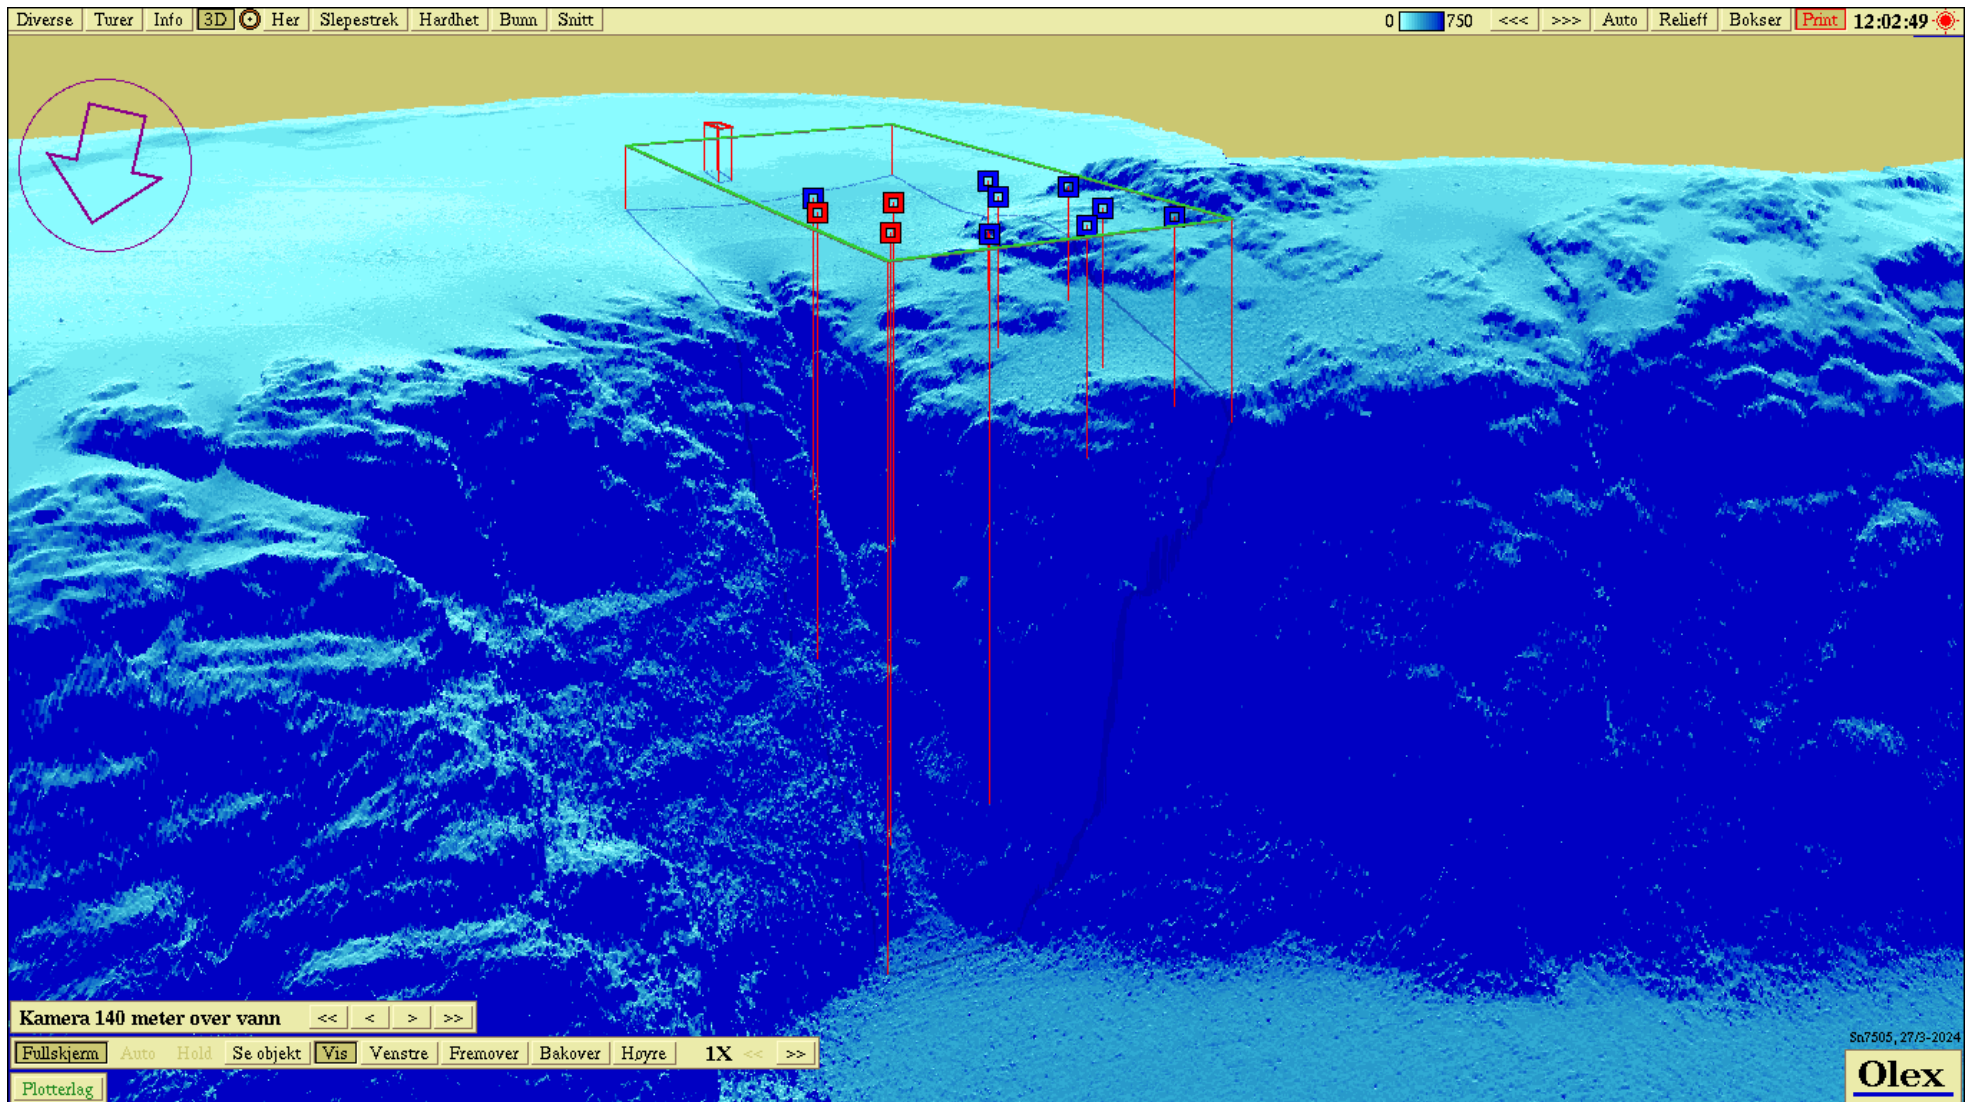 Diverse Turer Info 3D Her Slepestrek Hardhet Bunn Snitt 0 750 <<< >>> Auto Relieff Bokser Print 12:02:49
Kamera 140 meter over vann << < > >>
Sn7505, 27/3-2024
Fullskjerm Auto Hold Se objekt Vis Venstre Fremover Bakover Høyre 1X << >>
Olex
Plotterlag